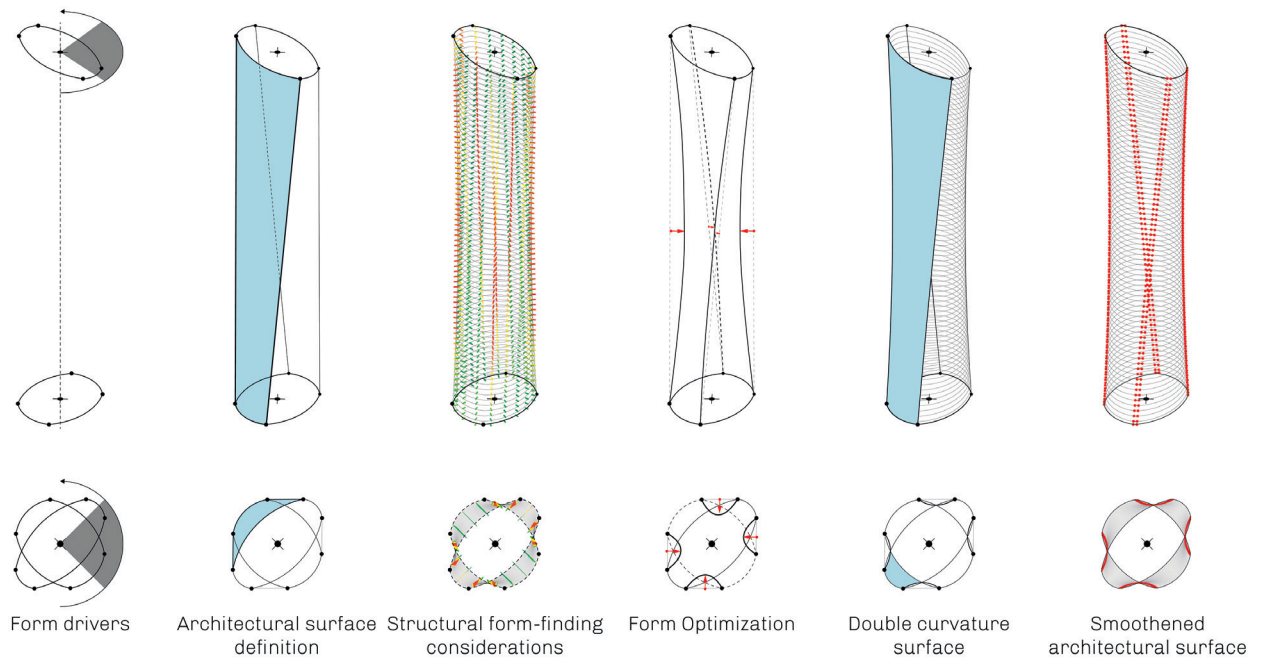 Form drivers
Architectural surface
definition
Structural form-finding
considerations
Form Optimization
Double curvature
surface
Smoothened
architectural surface